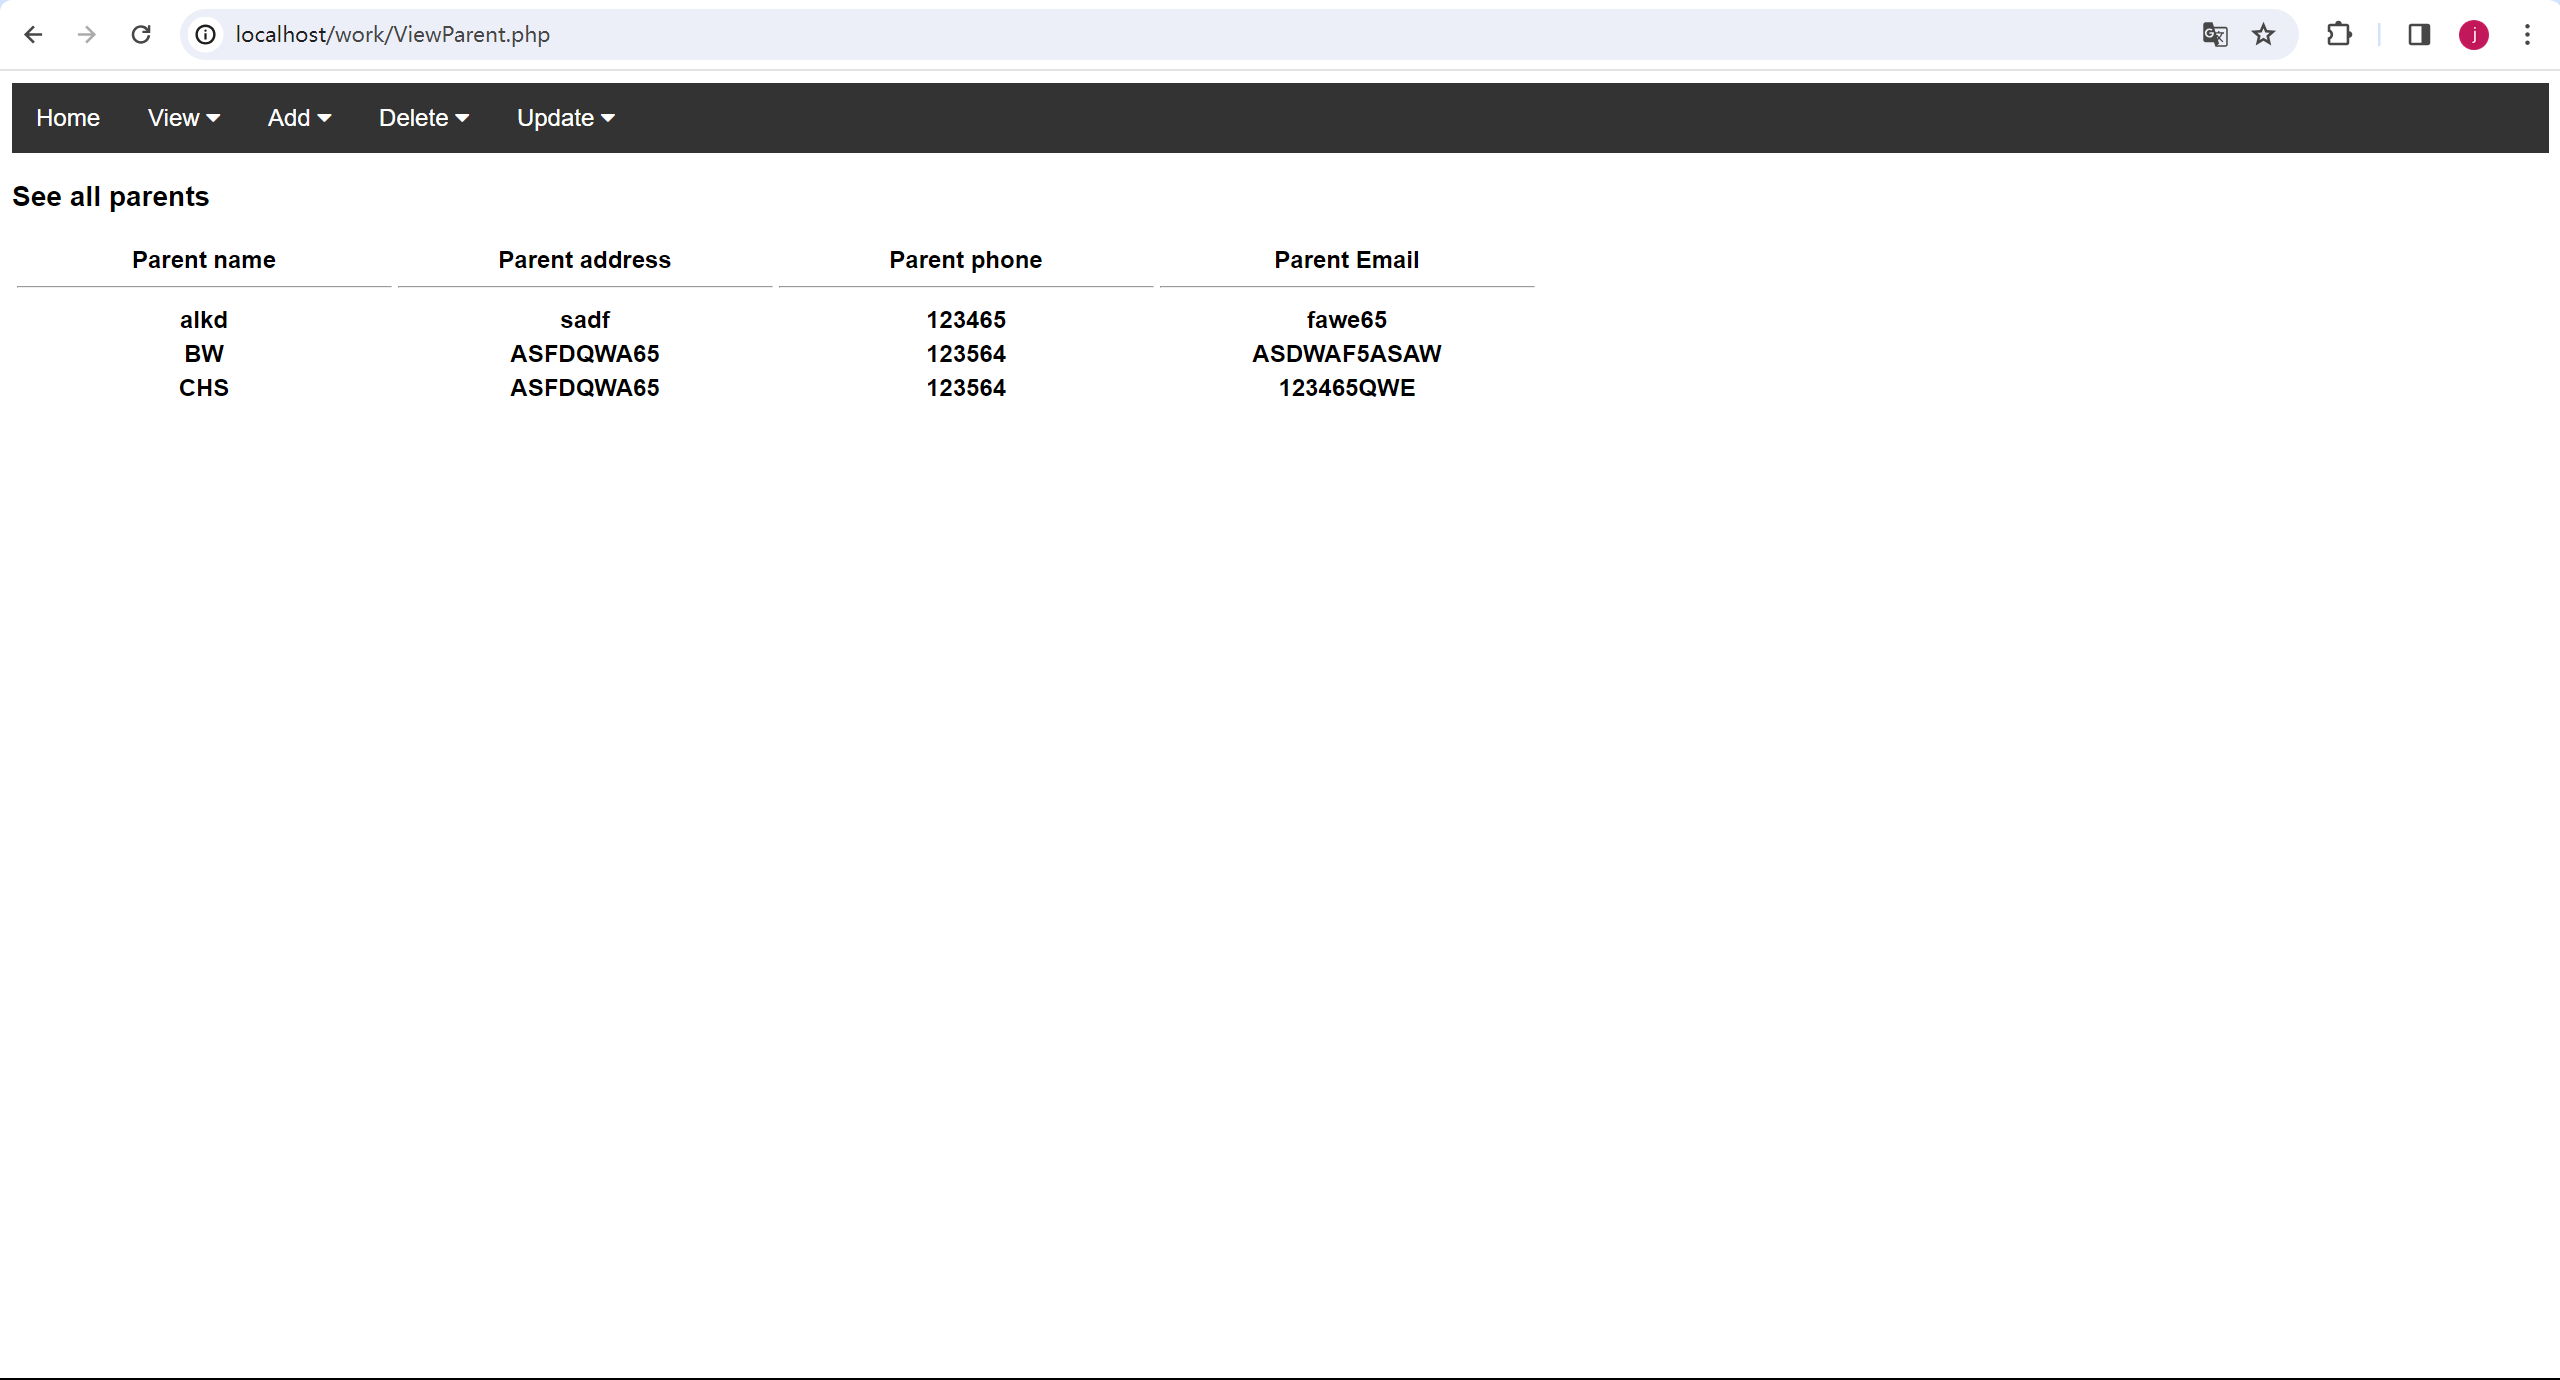 localhost/work/ViewParent.php
j
Home View Add Delete Update
See all parents
Parent name Parent address Parent phone Parent Email
alkd sadf 123465 fawe65
BW ASFDQWA65 123564 ASDWAF5ASAW
CHS ASFDQWA65 123564 123465QWE